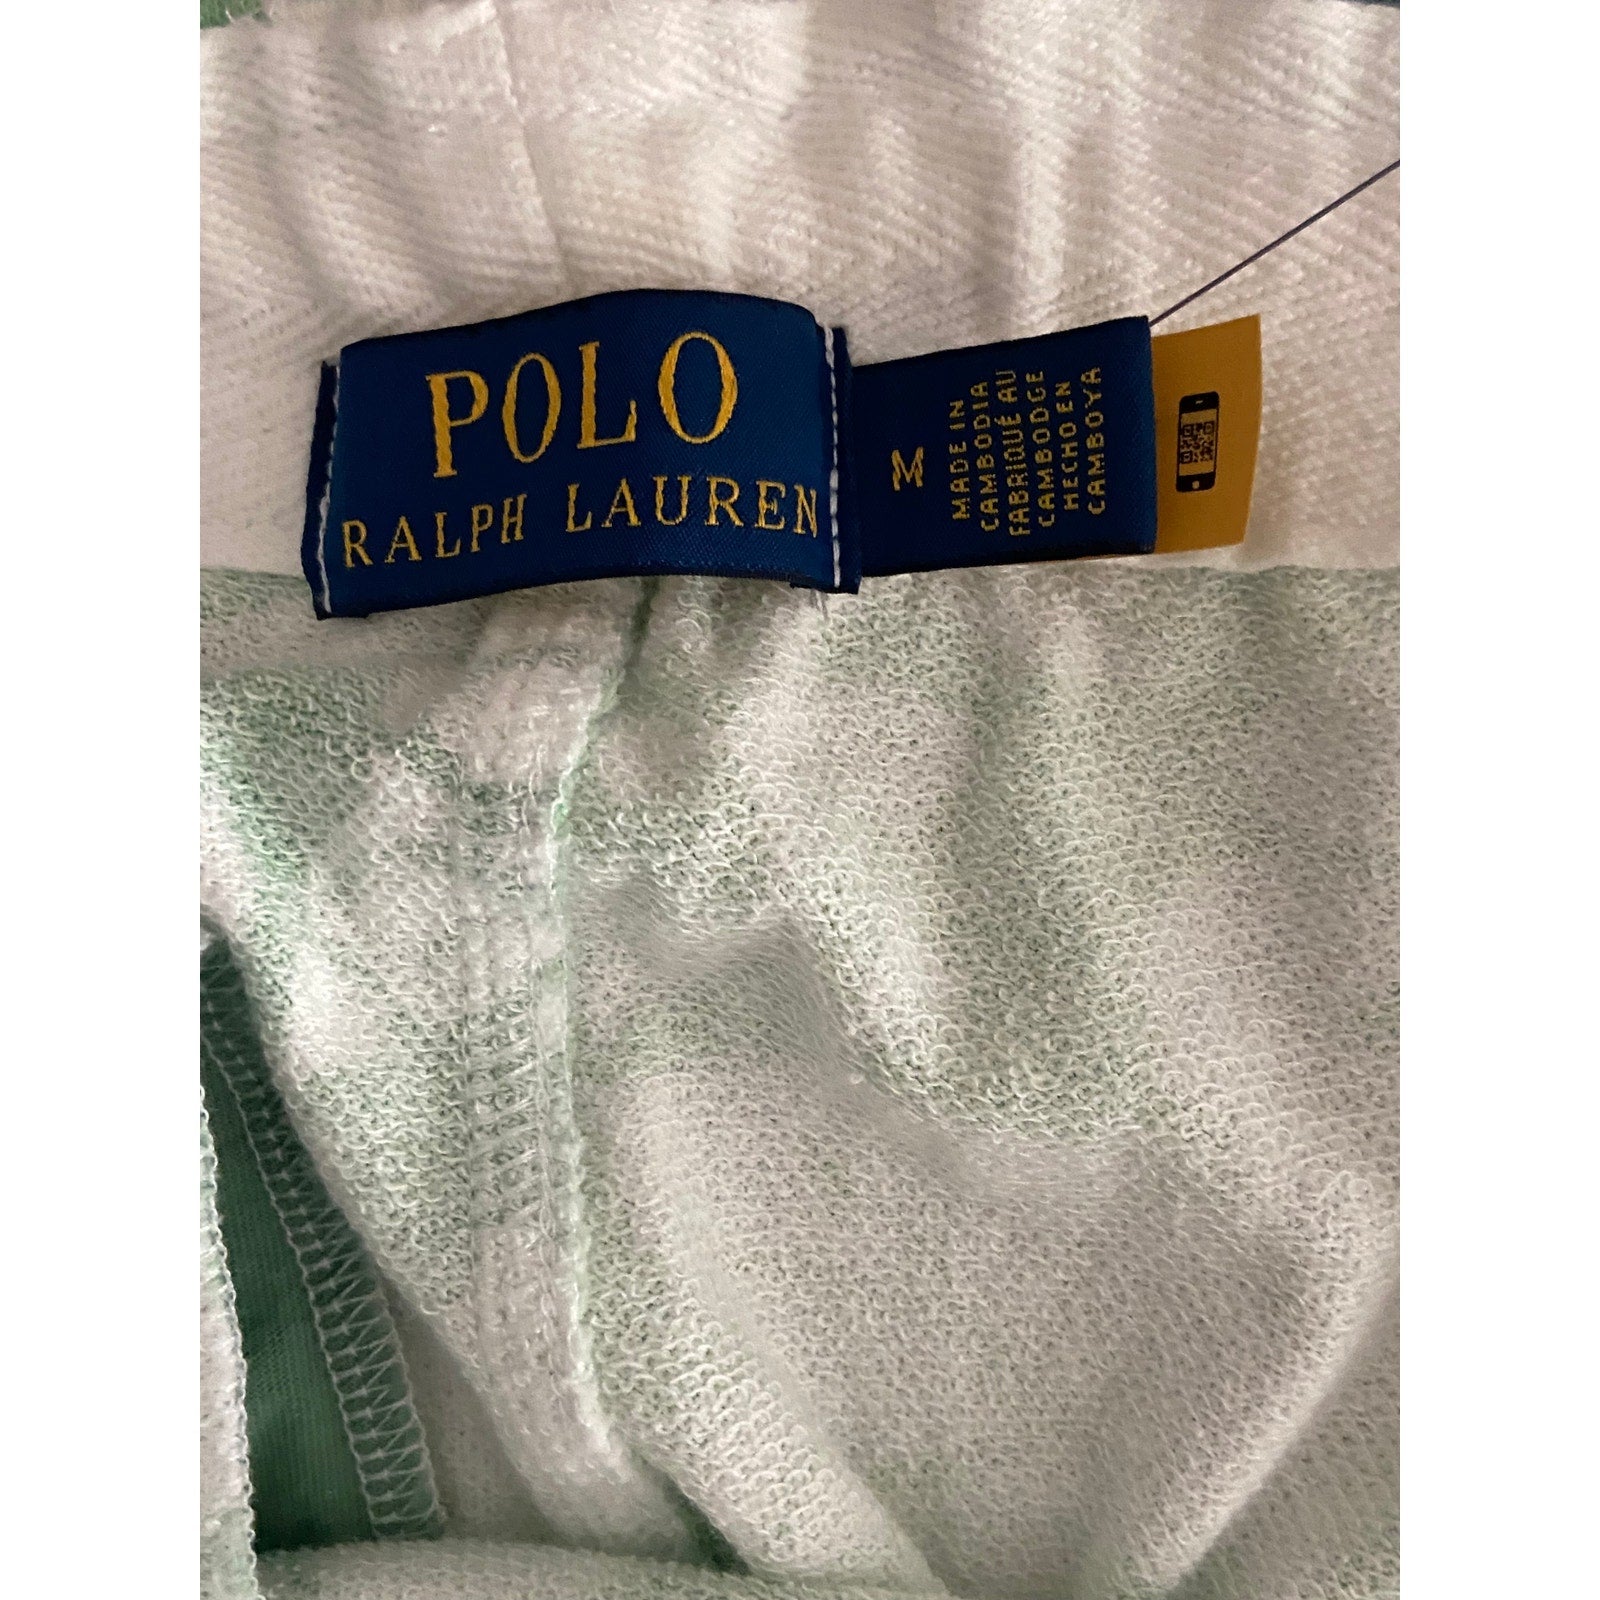 POLO
RALPH LAUREN
M
MADE IN
CAMBODIA
FABRIQUÉ AU
CAMBODGE
HECHO EN
CAMBOYA